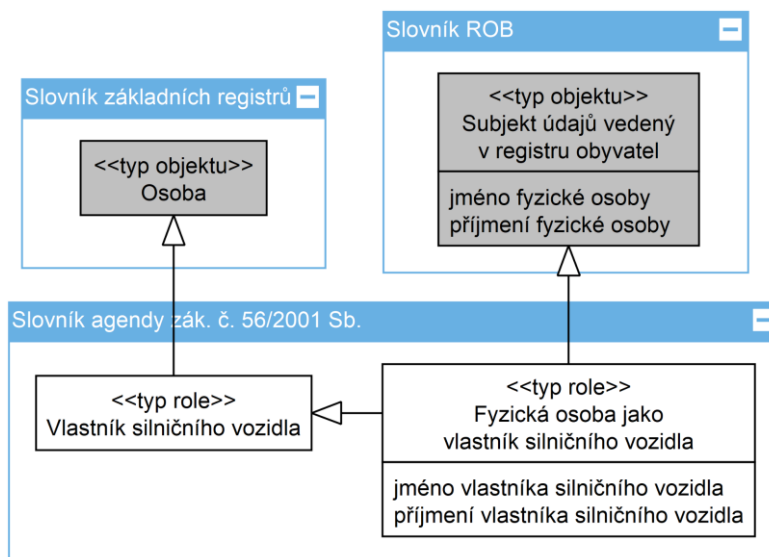 Slovník ROB
<<typ objektu>>
Subjekt údajů vedený
v registru obyvatel
jméno fyzické osoby
příjmení fyzické osoby
Slovník základních registrů
<<typ objektu>>
Osoba
Slovník agendy zák. č. 56/2001 Sb.
<<typ role>>
Vlastník silničního vozidla
<<typ role>>
Fyzická osoba jako
vlastník silničního vozidla
jméno vlastníka silničního vozidla
příjmení vlastníka silničního vozidla